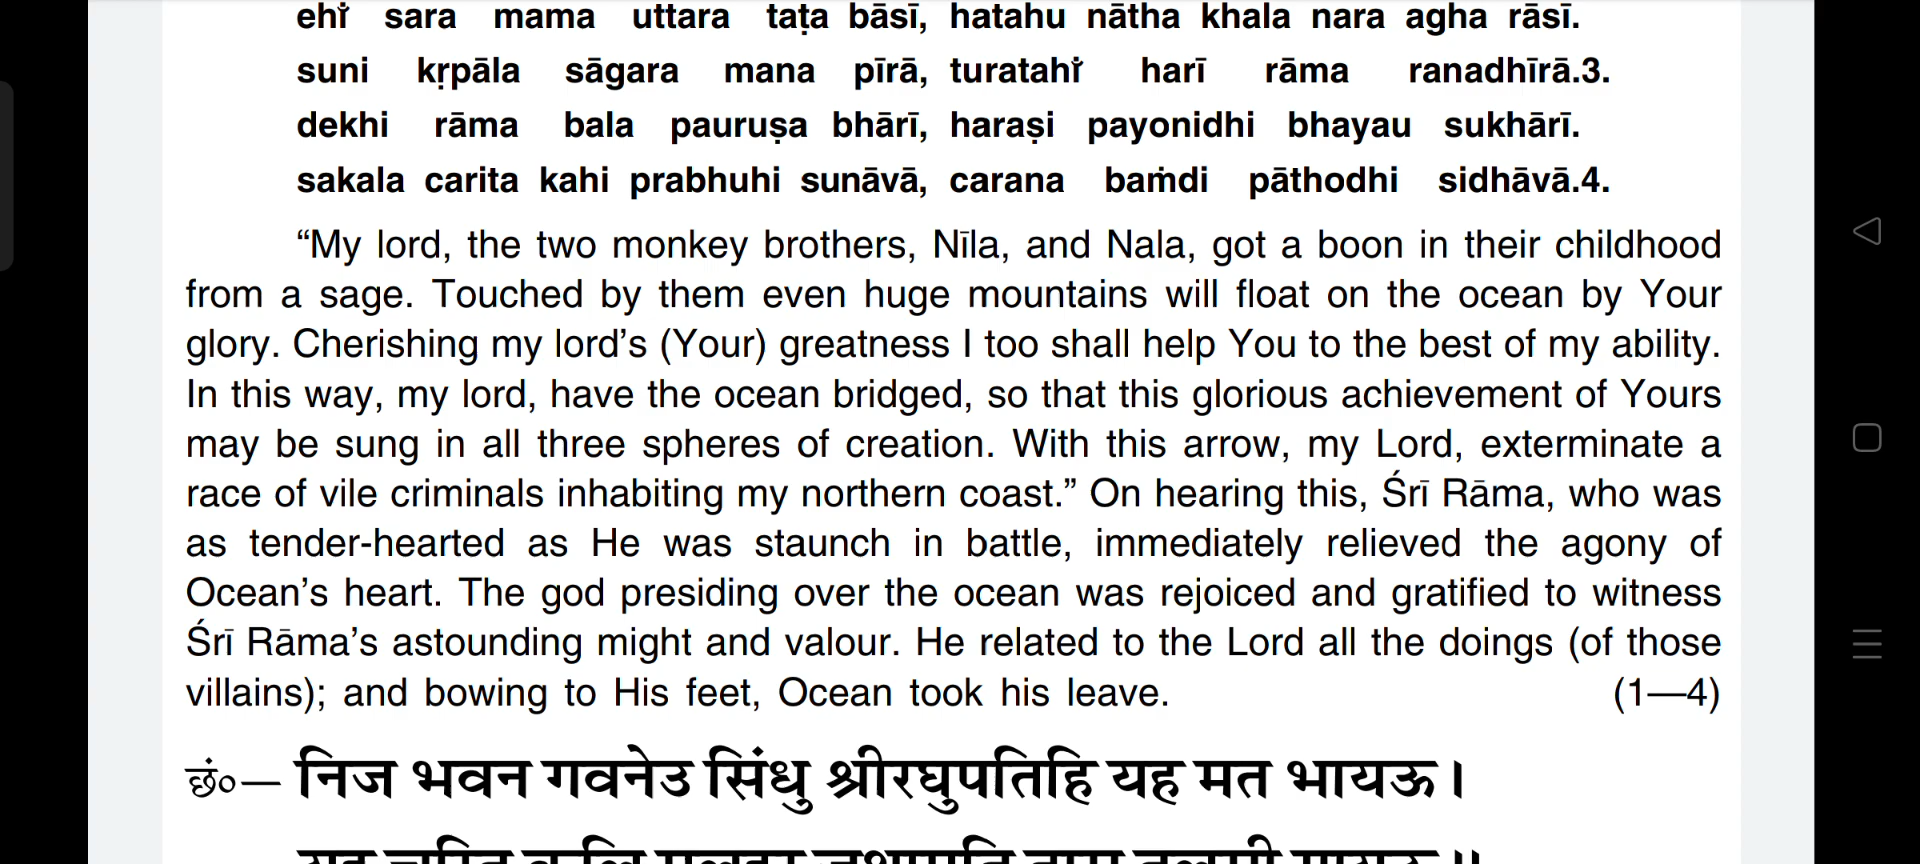 ehi̐ sara mama uttara taṭa bāsī, hatahu nātha khala nara agha rāsī.
suni kṛpāla sāgara mana pīrā, turatahi̐ harī rāma ranadhīrā.3.
dekhi rāma bala pauruṣa bhārī, haraṣi payonidhi bhayau sukhārī.
sakala carita kahi prabhuhi sunāvā, carana baṁdi pāthodhi sidhāvā.4.
“My lord, the two monkey brothers, Nīla, and Nala, got a boon in their childhood
from a sage. Touched by them even huge mountains will float on the ocean by Your
glory. Cherishing my lord’s (Your) greatness I too shall help You to the best of my ability.
In this way, my lord, have the ocean bridged, so that this glorious achievement of Yours
may be sung in all three spheres of creation. With this arrow, my Lord, exterminate a
race of vile criminals inhabiting my northern coast.” On hearing this, Śrī Rāma, who was
as tender-hearted as He was staunch in battle, immediately relieved the agony of
Ocean’s heart. The god presiding over the ocean was rejoiced and gratified to witness
Śrī Rāma’s astounding might and valour. He related to the Lord all the doings (of those
villains); and bowing to His feet, Ocean took his leave. (1—4)
छं०— निज भवन गवनेउ सिंधु श्रीरघुपतिहि यह मत भायऊ।